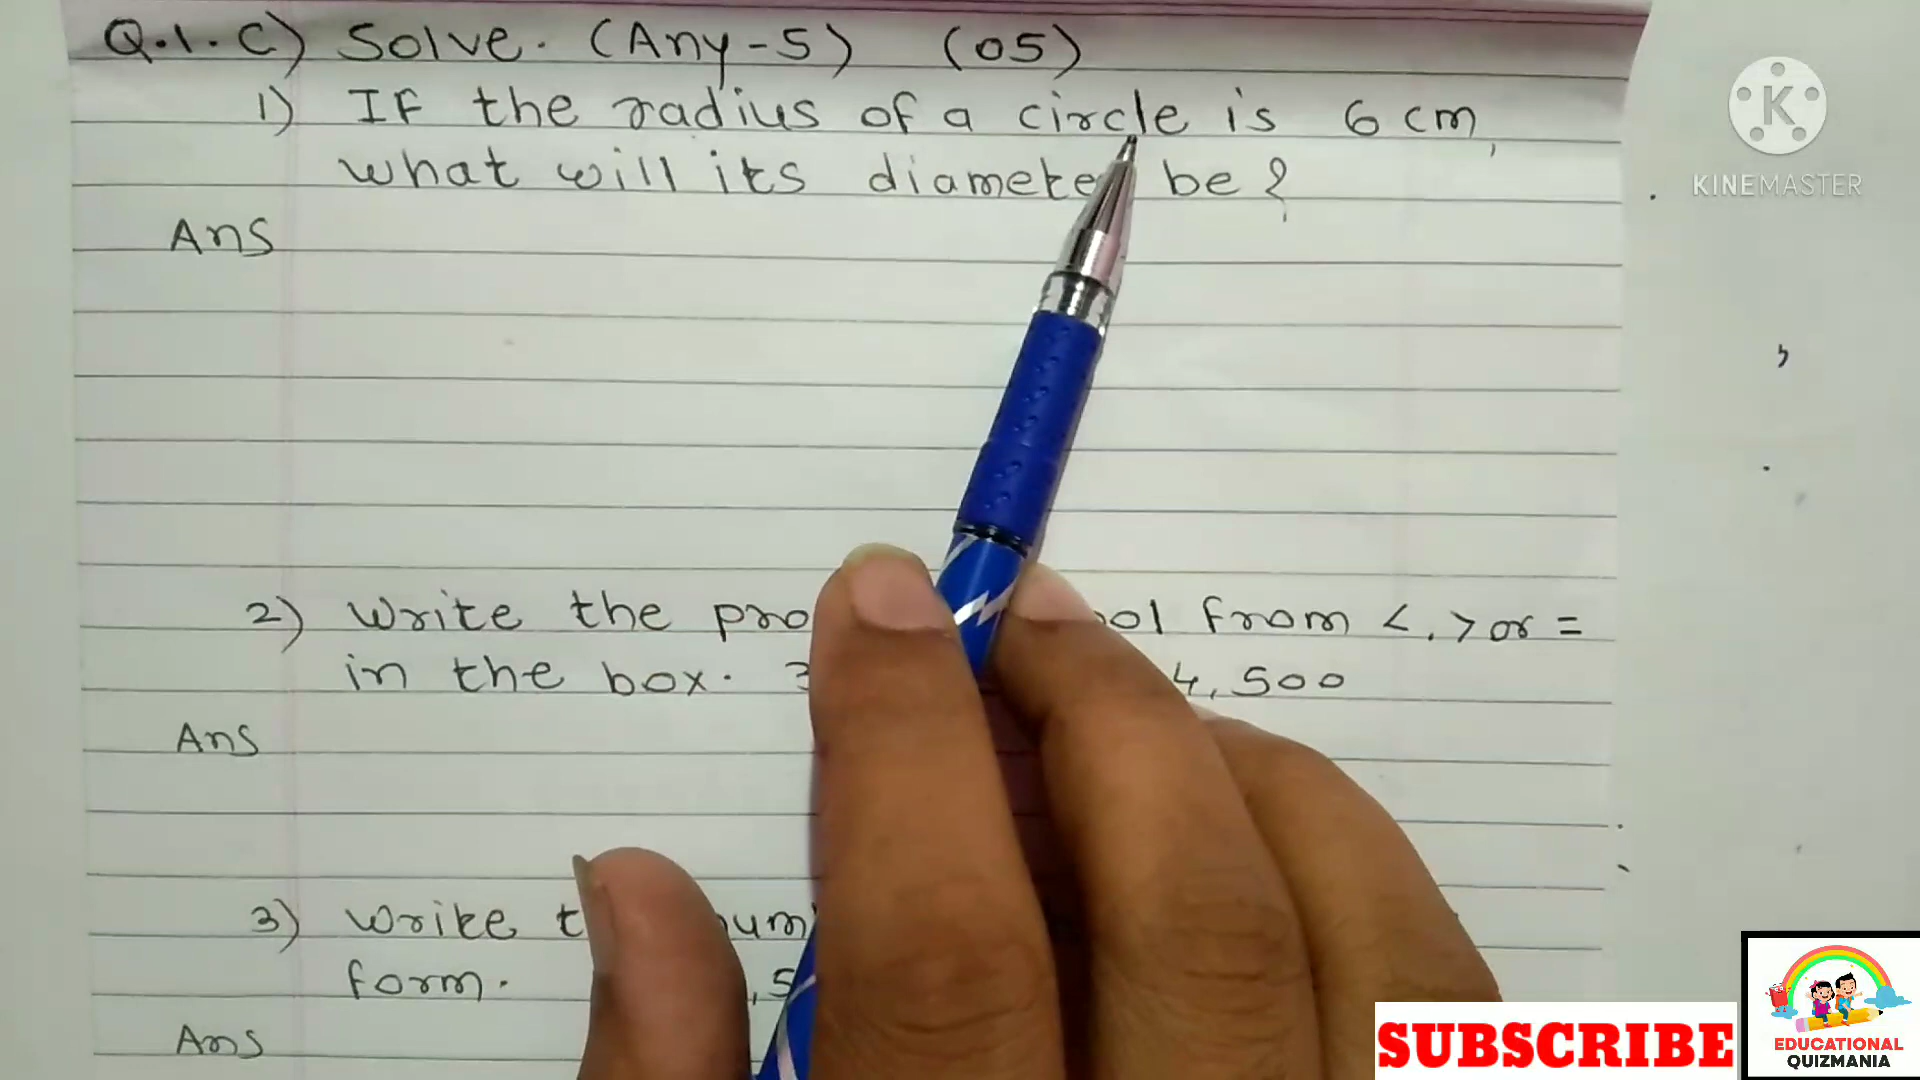 Q.1.C) Solve. (Any-5) (05)
1) If the radius of a circle is 6 cm,
what will its diameter be?
Ans
2) Write the from <, > or =
in the box. 4,500
Ans
3) Write
form.
Ans
KINEMASTER
SUBSCRIBE
EDUCATIONAL
QUIZMANIA